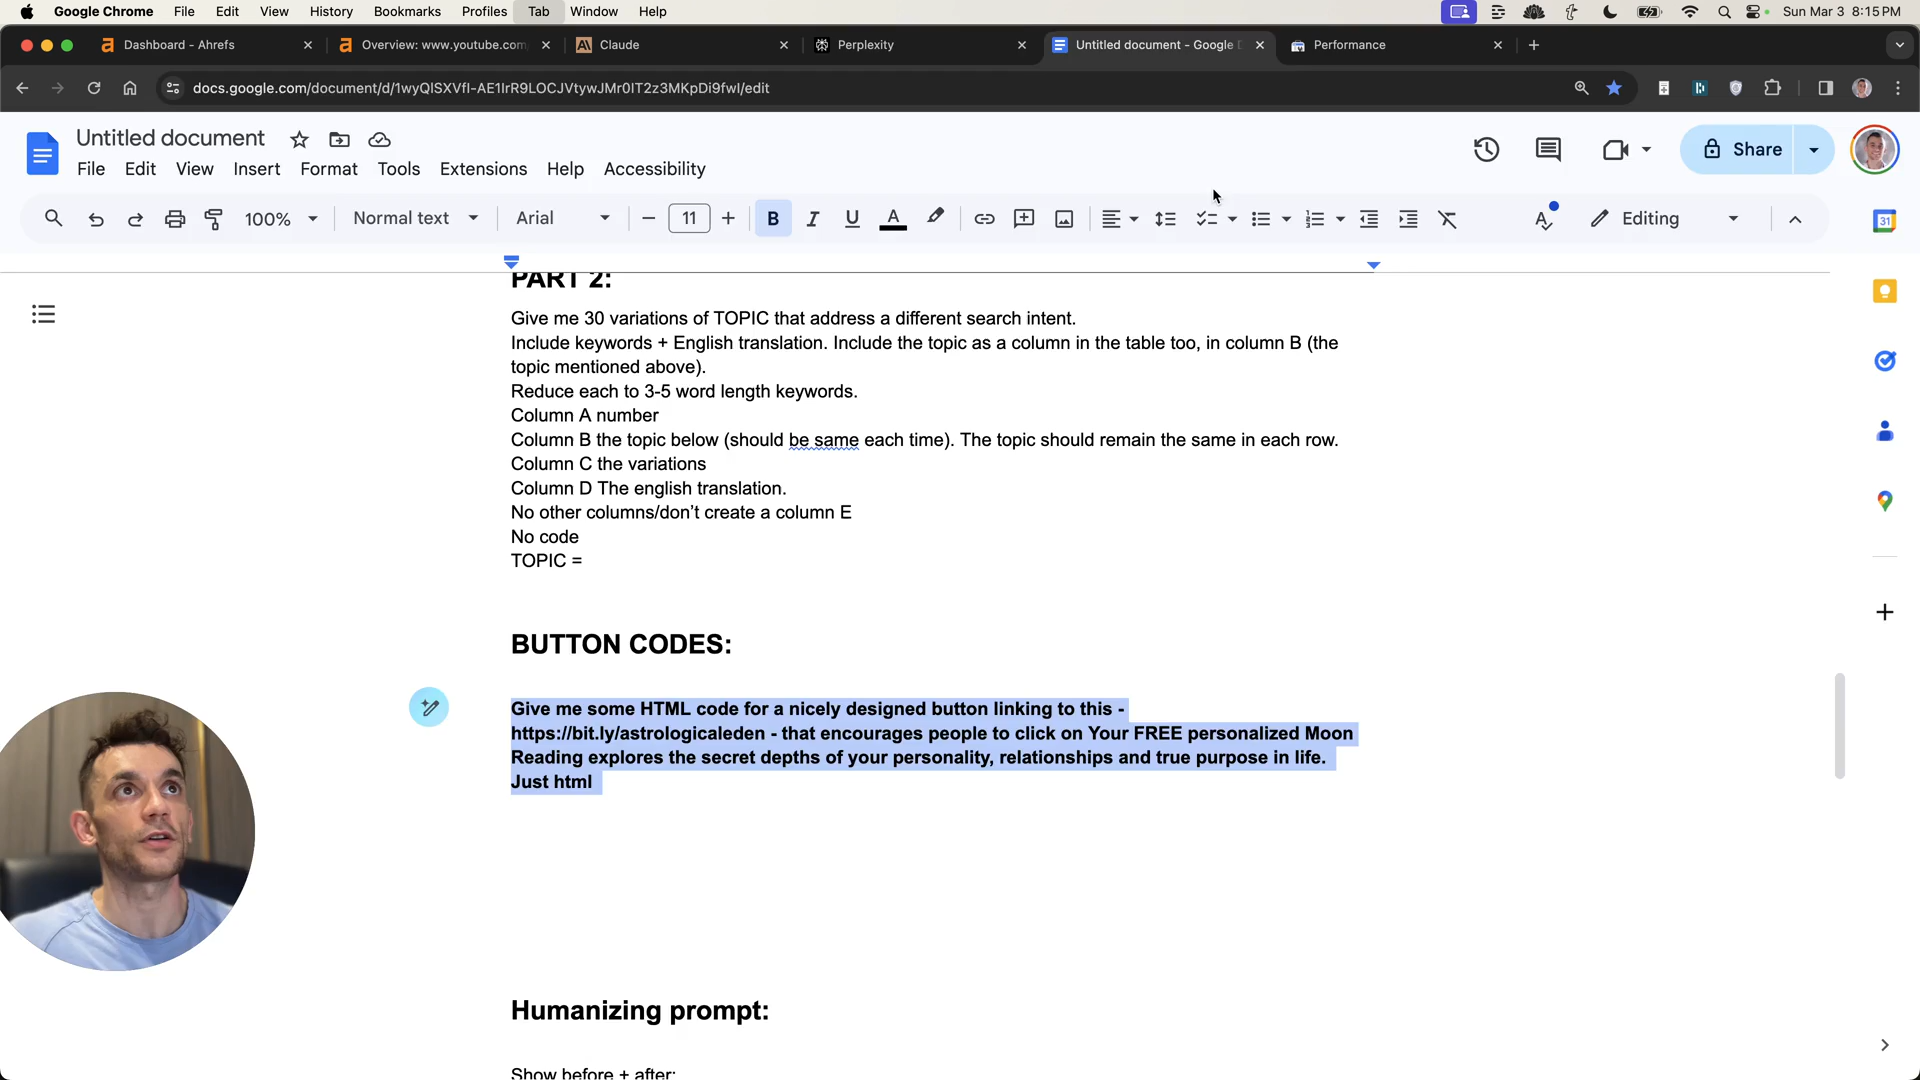 Google Chrome File Edit View History Bookmarks Profiles Tab Window Help
Sun Mar 3 8:15 PM
Dashboard - Ahrefs
Overview: www.youtube.com
Claude
Perplexity
Untitled document - Google D
Performance
docs.google.com/document/d/1wyQlSXVfI-AE1IrR9LOCJVtywJMr0IT2z3MKpDi9fwI/edit
Untitled document
File Edit View Insert Format Tools Extensions Help Accessibility
Share
100% Normal text Arial 11 B I U A
Editing
31
PART 2:
Give me 30 variations of TOPIC that address a different search intent.
Include keywords + English translation. Include the topic as a column in the table too, in column B (the
topic mentioned above).
Reduce each to 3-5 word length keywords.
Column A number
Column B the topic below (should be same each time). The topic should remain the same in each row.
Column C the variations
Column D The english translation.
No other columns/don’t create a column E
No code
TOPIC =
BUTTON CODES:
Give me some HTML code for a nicely designed button linking to this -
https://bit.ly/astrologicaleden - that encourages people to click on Your FREE personalized Moon
Reading explores the secret depths of your personality, relationships and true purpose in life.
Just html
Humanizing prompt:
Show before + after: